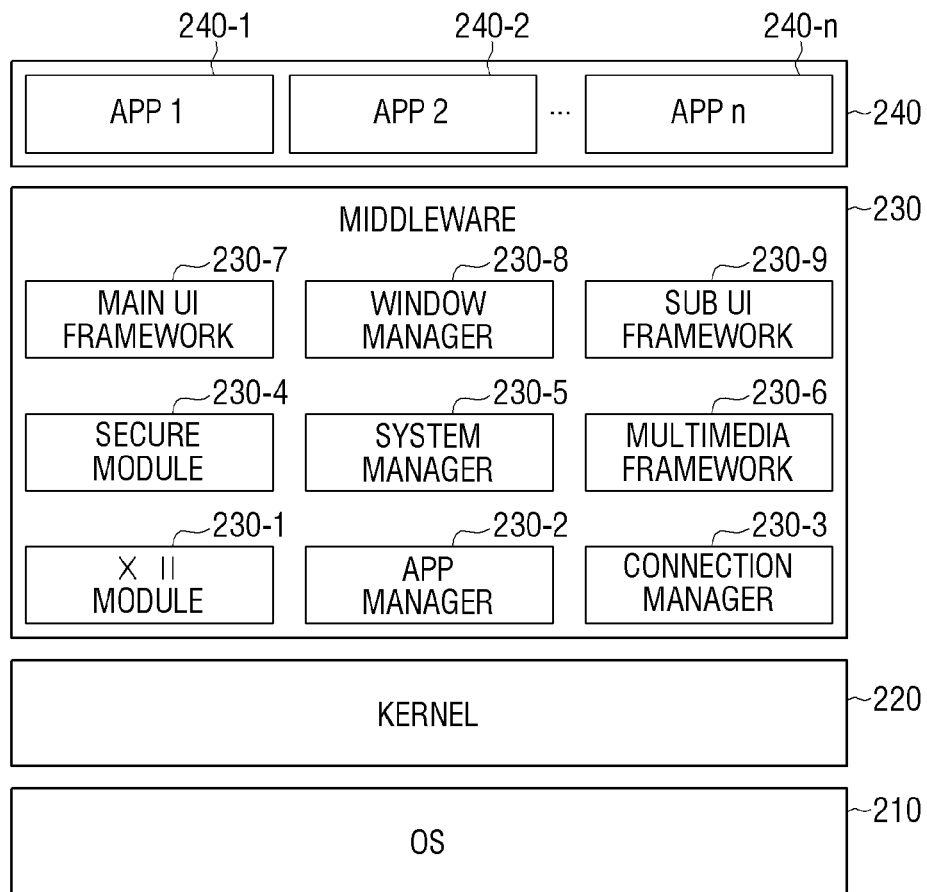 240-1 240-2 240-n
APP 1 APP 2 ... APP n 240
230
MIDDLEWARE
230-7 230-8 230-9
MAIN UI FRAMEWORK
WINDOW MANAGER
SUB UI FRAMEWORK
230-4 230-5 230-6
SECURE MODULE
SYSTEM MANAGER
MULTIMEDIA FRAMEWORK
230-1 230-2 230-3
X II MODULE
APP MANAGER
CONNECTION MANAGER
KERNEL 220
OS 210